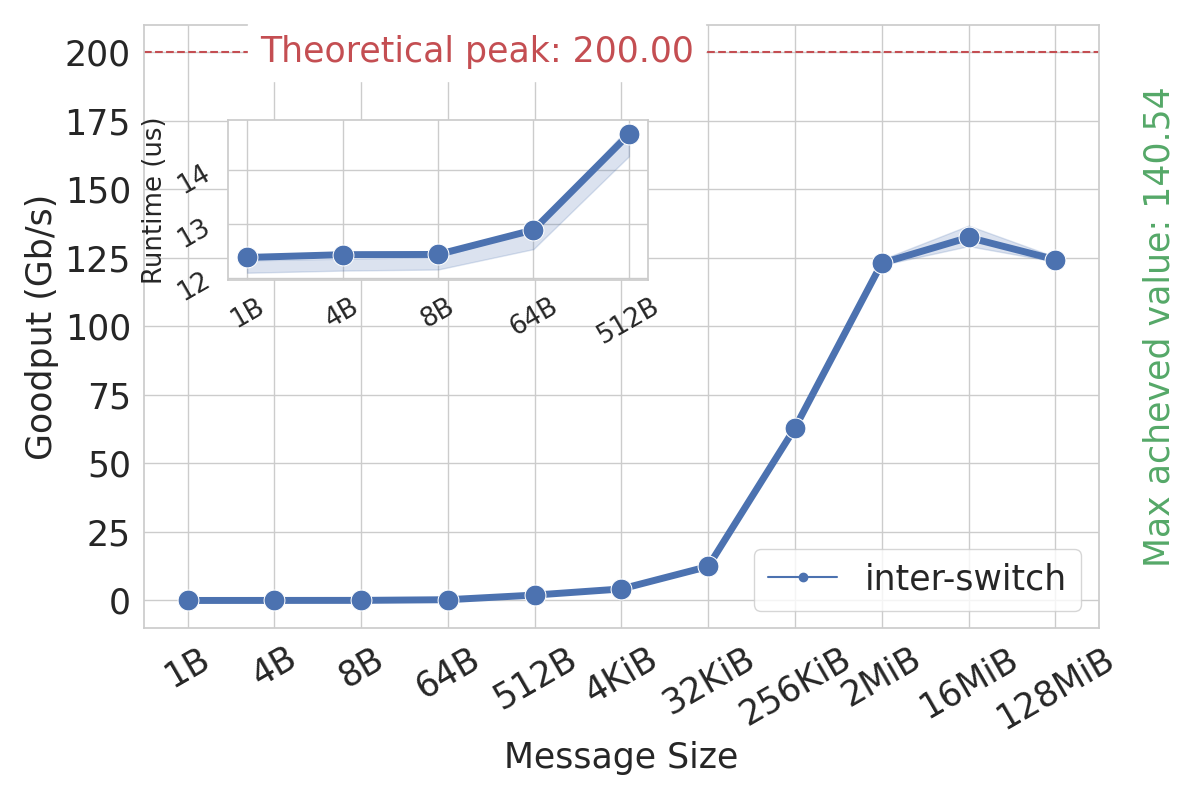 Theoretical peak: 200.00
200
175
150
125
100
75
50
25
0
Goodput (Gb/s)
Runtime (us)
14
13
12
1B
4B
8B
64B
512B
inter-switch
1B
4B
8B
64B
512B
4KiB
32KiB
256KiB
2MiB
16MiB
128MiB
Message Size
Max acheved value: 140.54